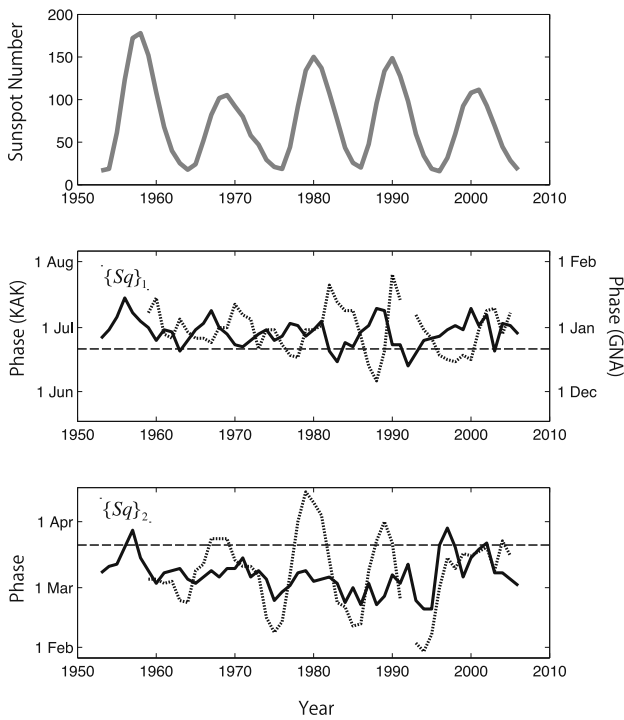 Sunspot Number
200
150
100
50
0
1950 1960 1970 1980 1990 2000 2010
{Sq}1
Phase (KAK)
1 Aug
1 Jul
1 Jun
1 Feb
1 Jan
1 Dec
Phase (GNA)
1950 1960 1970 1980 1990 2000 2010
{Sq}2
Phase
1 Apr
1 Mar
1 Feb
1950 1960 1970 1980 1990 2000 2010
Year